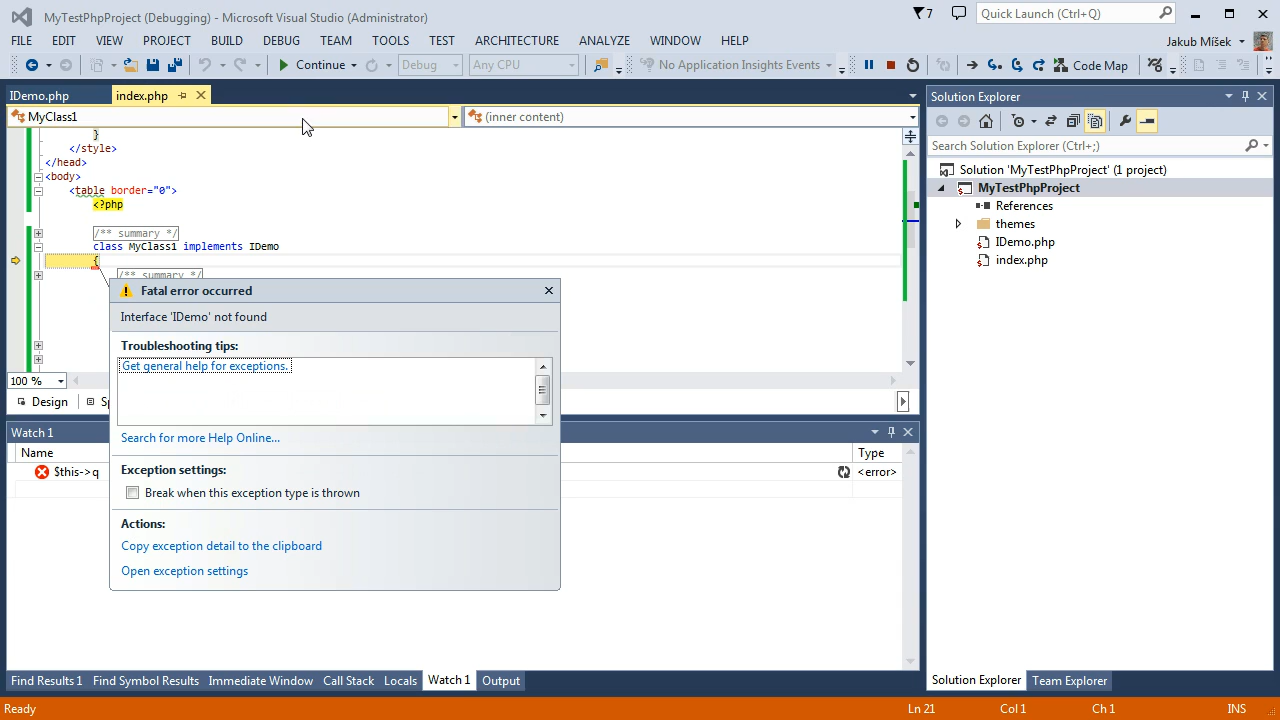 MyTestPhpProject (Debugging) - Microsoft Visual Studio (Administrator)
7
Quick Launch (Ctrl+Q)
FILE EDIT VIEW PROJECT BUILD DEBUG TEAM TOOLS TEST ARCHITECTURE ANALYZE WINDOW HELP
Jakub Míšek
Continue Debug Any CPU No Application Insights Events Code Map
IDemo.php index.php
MyClass1 (inner content)
}
</style>
</head>
<body>
<table border="0">
<?php
/** summary */
class MyClass1 implements IDemo
{
/** summary */
Fatal error occurred
Interface 'IDemo' not found
Troubleshooting tips:
Get general help for exceptions.
Search for more Help Online...
Exception settings:
Break when this exception type is thrown
Actions:
Copy exception detail to the clipboard
Open exception settings
100 %
Design Sp
Watch 1
Name Type
$this->q <error>
Find Results 1 Find Symbol Results Immediate Window Call Stack Locals Watch 1 Output
Solution Explorer
Search Solution Explorer (Ctrl+;)
Solution 'MyTestPhpProject' (1 project)
MyTestPhpProject
References
themes
IDemo.php
index.php
Solution Explorer Team Explorer
Ready Ln 21 Col 1 Ch 1 INS